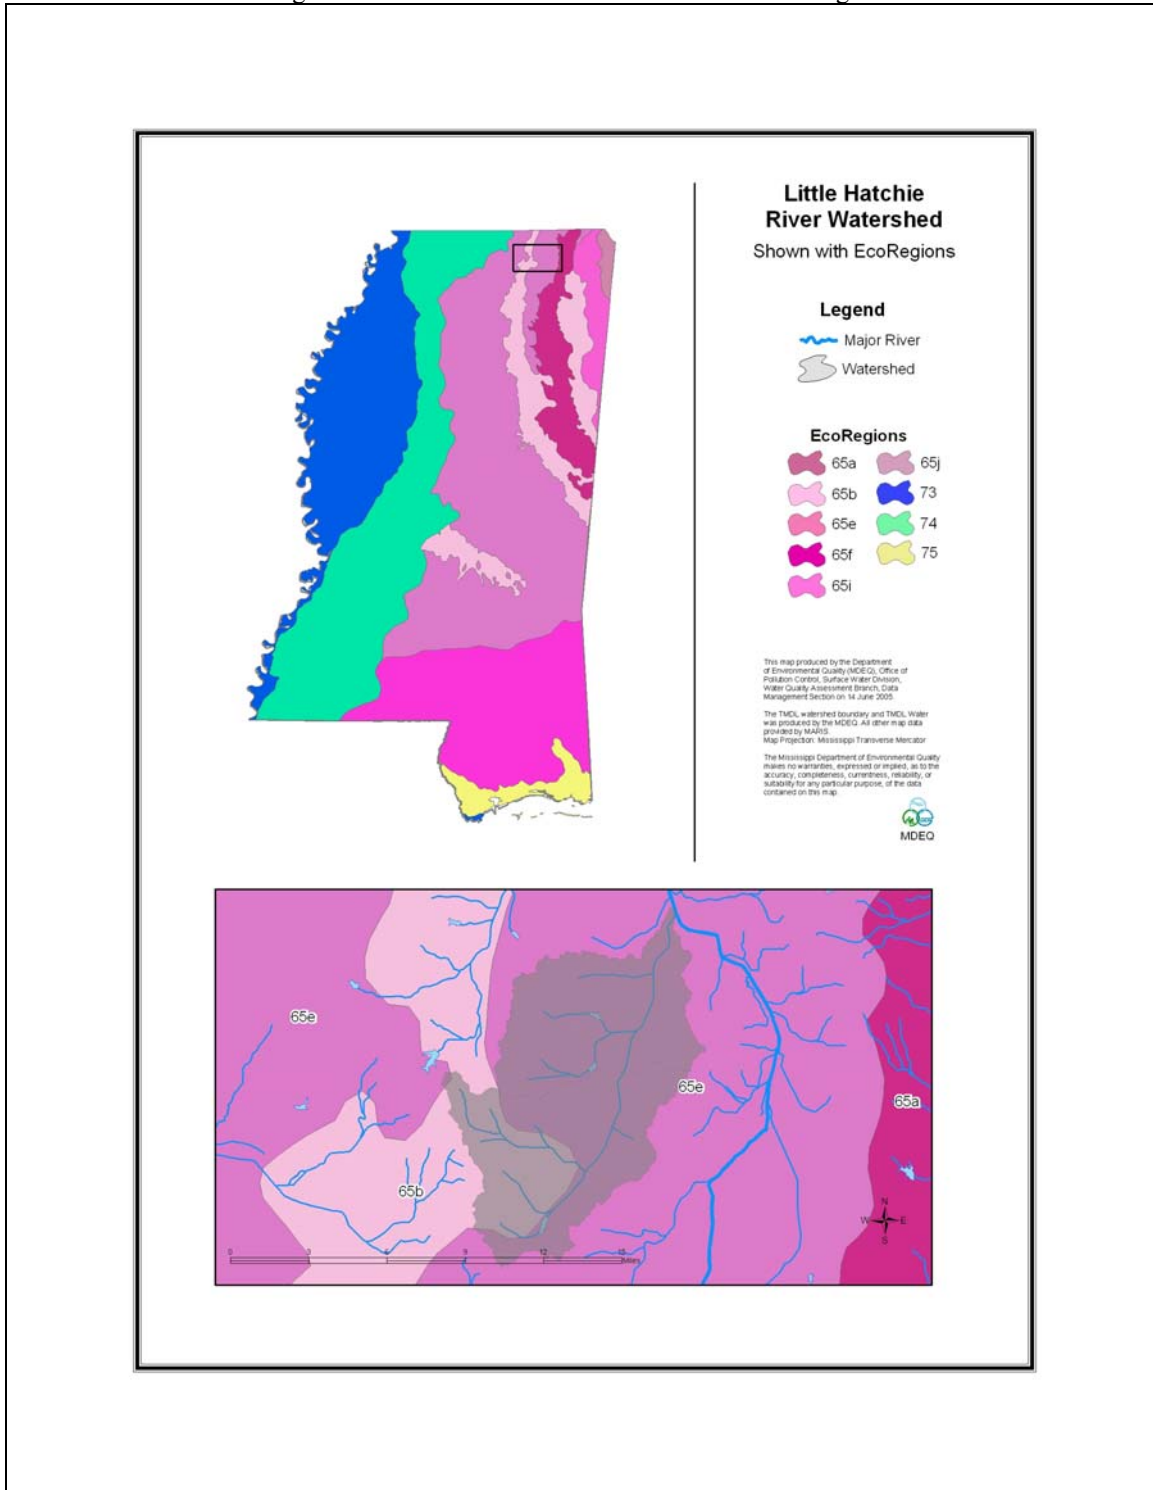 Little Hatchie
River Watershed
Shown with EcoRegions
Legend
Major River
Watershed
EcoRegions
65a
65j
65b
73
65e
74
65f
75
65i
This map produced by the Department
of Environmental Quality (MDEQ), Office of
Pollution Control, Surface Water Division,
Water Quality Assessment Branch, Data
Management Section on 14 June 2005
The TMDL watershed boundary and TMDL Water
was produced by the MDEQ. All other map data
provided by MARIS.
Map Projection: Mississippi Transverse Mercator
The Mississippi Department of Environmental Quality
makes no warranties, expressed or implied, as to the
accuracy, completeness, currentness, reliability, or
suitability for any particular purpose, of the data
contained on this map.
MDEQ
65e
65e
65a
65b
N
W E
S
0 3 6 9 12 15
Miles